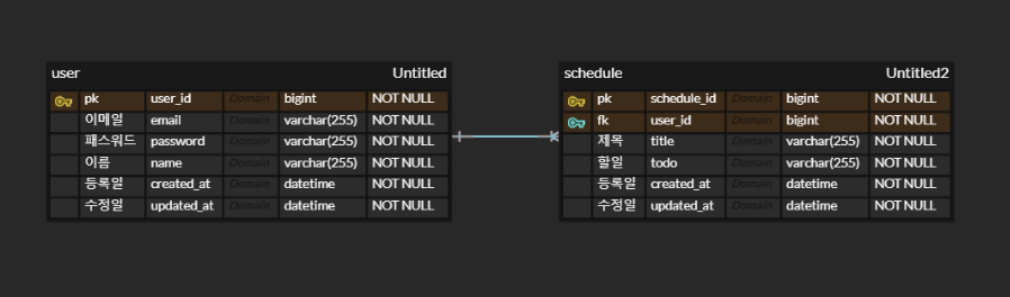 user Untitled
pk user_id Domain bigint NOT NULL
이메일 email Domain varchar(255) NOT NULL
패스워드 password Domain varchar(255) NOT NULL
이름 name Domain varchar(255) NOT NULL
등록일 created_at Domain datetime NOT NULL
수정일 updated_at Domain datetime NOT NULL
schedule Untitled2
pk schedule_id Domain bigint NOT NULL
fk user_id Domain bigint NOT NULL
제목 title Domain varchar(255) NOT NULL
할일 todo Domain varchar(255) NOT NULL
등록일 created_at Domain datetime NOT NULL
수정일 updated_at Domain datetime NOT NULL